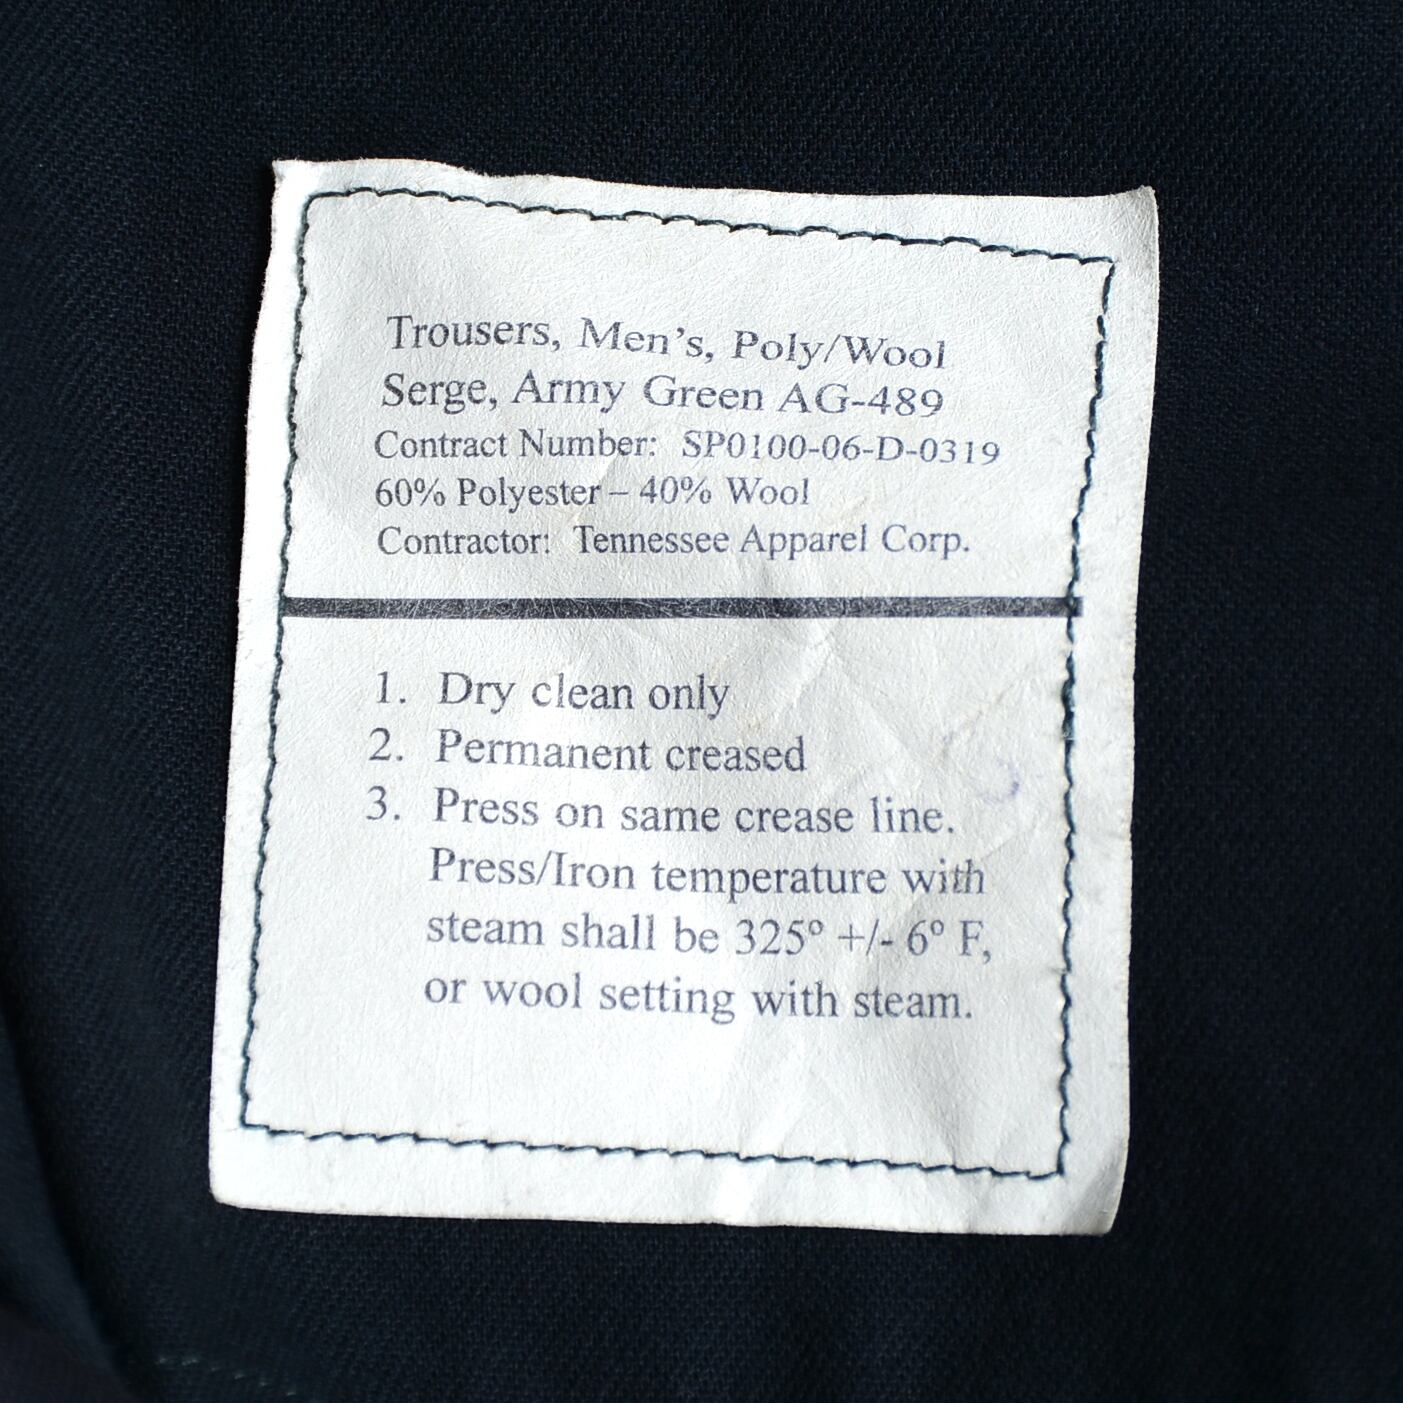 Trousers, Men's, Poly/Wool
Serge, Army Green AG-489
Contract Number: SP0100-06-D-0319
60% Polyester – 40% Wool
Contractor: Tennessee Apparel Corp.
1. Dry clean only
2. Permanent creased
3. Press on same crease line.
Press/Iron temperature with
steam shall be 325° +/- 6° F,
or wool setting with steam.